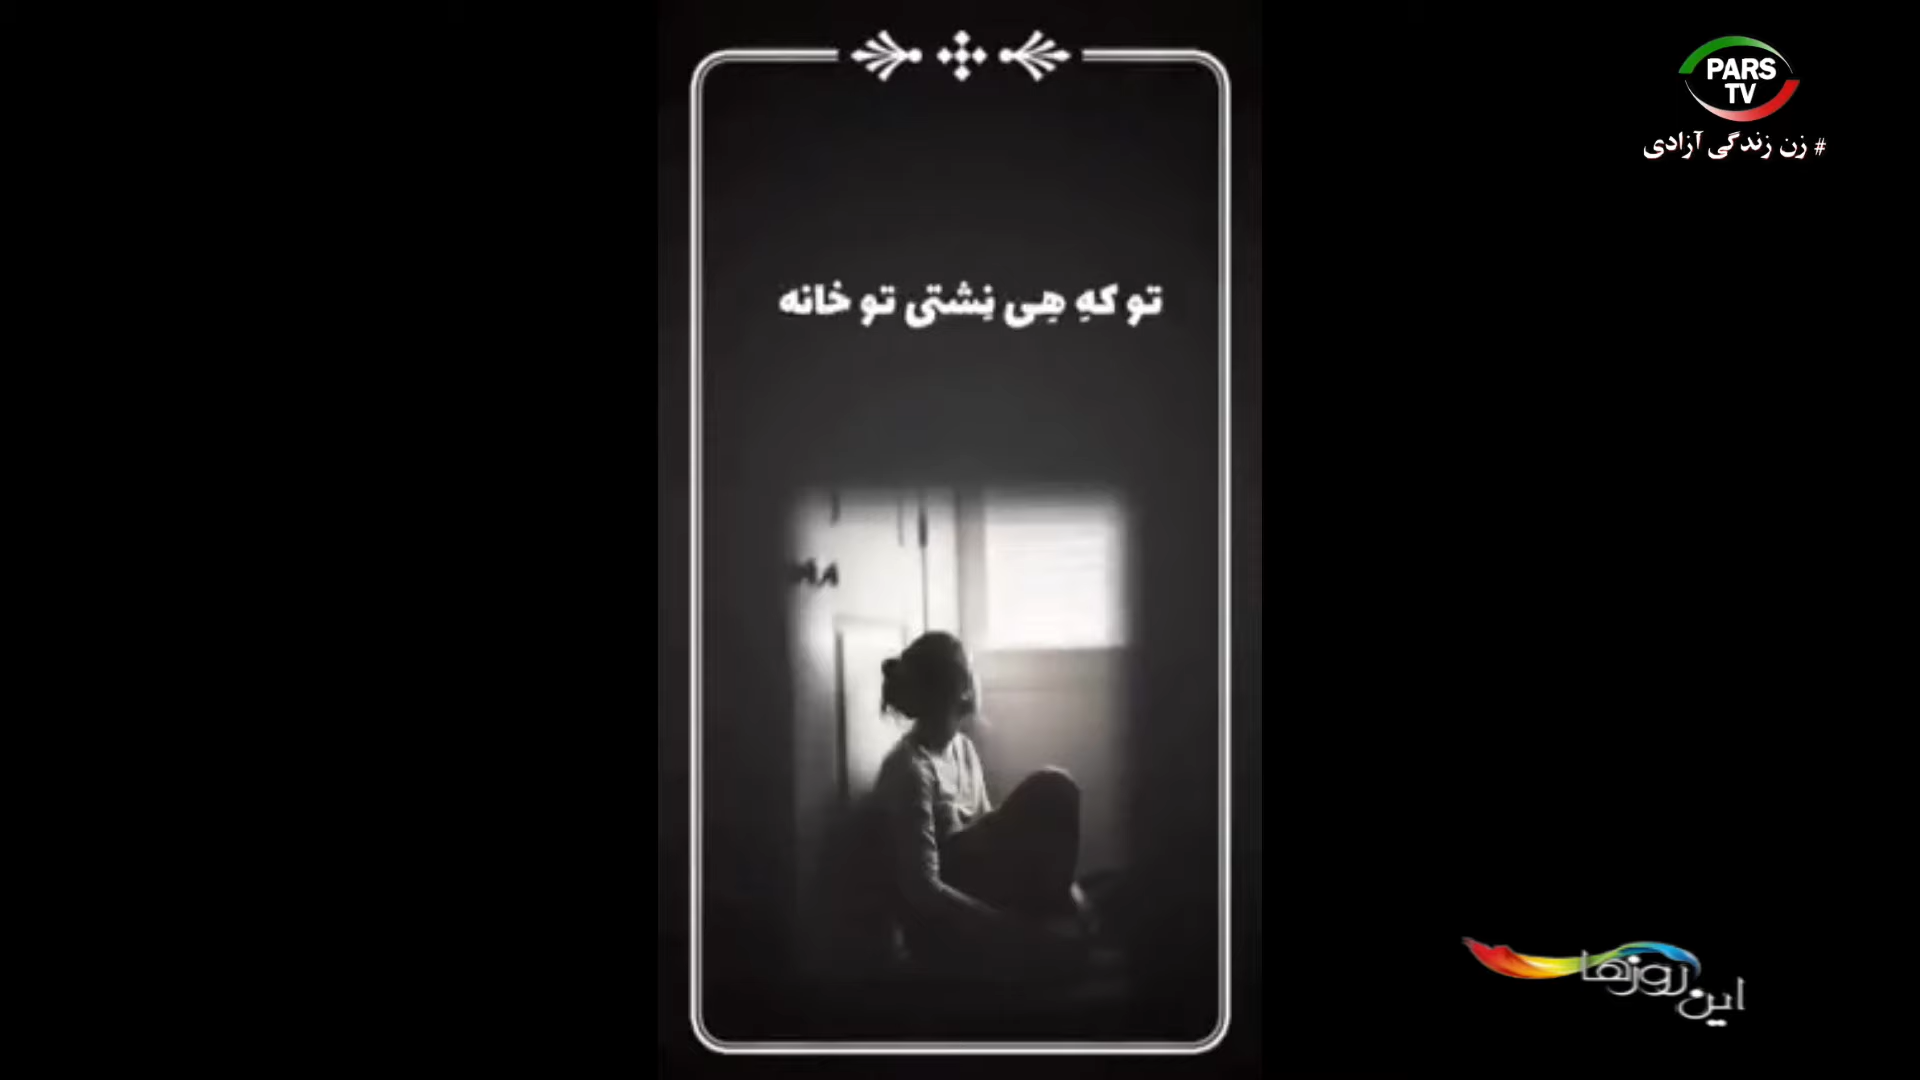 PARS
TV
# زن زندگی آزادی
تو کهِ هِی نِشتی تو خانه
این روزها